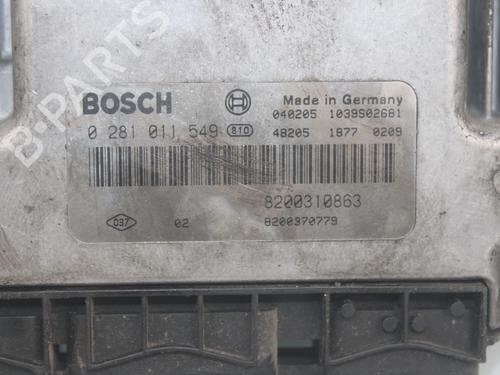 BOSCH
Made in Germany
040205 1039S02681
0 281 011 549 810
48205 1877 0209
8200310863
037 02 8200370779
B-PARTS